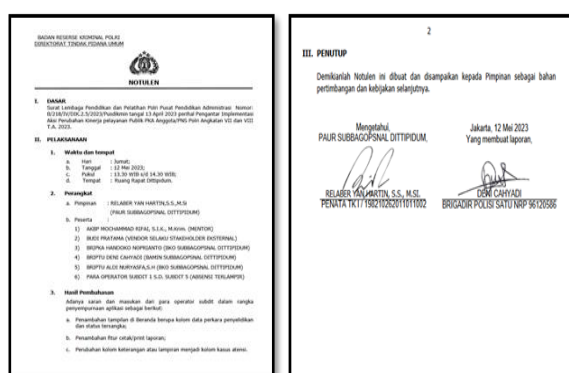 BADAN RESERSE KRIMINAL POLRI
DIREKTORAT TINDAK PIDANA UMUM
NOTULEN
I. DASAR
Surat Lembaga Pendidikan dan Pelatihan Polri Pusat Pendidikan Administrasi Nomor:
B/218/IV/DIK.2.5/2023/Pusdikmin tanggal 13 April 2023 perihal Pengantar Implementasi
Aksi Perubahan Kinerja pelayanan Publik PKA Anggota/PNS Polri Angkatan VII dan VIII
T.A. 2023.
II. PELAKSANAAN
1. Waktu dan tempat
a. Hari : Jumat;
b. Tanggal : 12 Mei 2023;
c. Pukul : 13.30 WIB s/d 14.30 WIB;
d. Tempat : Ruang Rapat Dittipidum.
2. Perangkat
a. Pimpinan : RELABER YAN HARTIN,S.S.,M.SI
(PAUR SUBBAGOPSNAL DITTIPIDUM)
b. Peserta :
1) AKBP MOCHAMMAD RIFAI, S.I.K., M.Krim. (MENTOR)
2) BUDI PRATAMA (VENDOR SELAKU STAKEHOLDER EKSTERNAL)
3) BRIPKA HANDOKO NOPRIANTO (BKO SUBBAGOPSNAL DITTIPIDUM)
4) BRIPTU DENI CAHYADI (BAMIN SUBBAGOPSNAL DITTIPIDUM)
5) BRIPTU ALDI NURYASFA,S.H (BKO SUBBAGOPSNAL DITTIPIDUM)
6) PARA OPERATOR SUBDIT 1 S.D. SUBDIT 5 (ABSENSI TERLAMPIR)
3. Hasil Pembahasan
Adanya saran dan masukan dari para operator subdit dalam rangka
penyempurnaan aplikasi sebagai berikut:
a. Penambahan tampilan di Beranda berupa kolom data perkara penyelidikan
dan status tersangka;
b. Penambahan fitur cetak/print laporan;
c. Perubahan kolom keterangan atau lampiran menjadi kolom kasus atensi.
2
III. PENUTUP
Demikianlah Notulen ini dibuat dan disampaikan kepada Pimpinan sebagai bahan
pertimbangan dan kebijakan selanjutnya.
Mengetahui,
PAUR SUBBAGOPSNAL DITTIPIDUM,
RELABER YAN HARTIN, S.S., M.SI.
PENATA TK I / 198210262011011002
Jakarta, 12 Mei 2023
Yang membuat laporan,
DENI CAHYADI
BRIGADIR POLISI SATU NRP 96120586